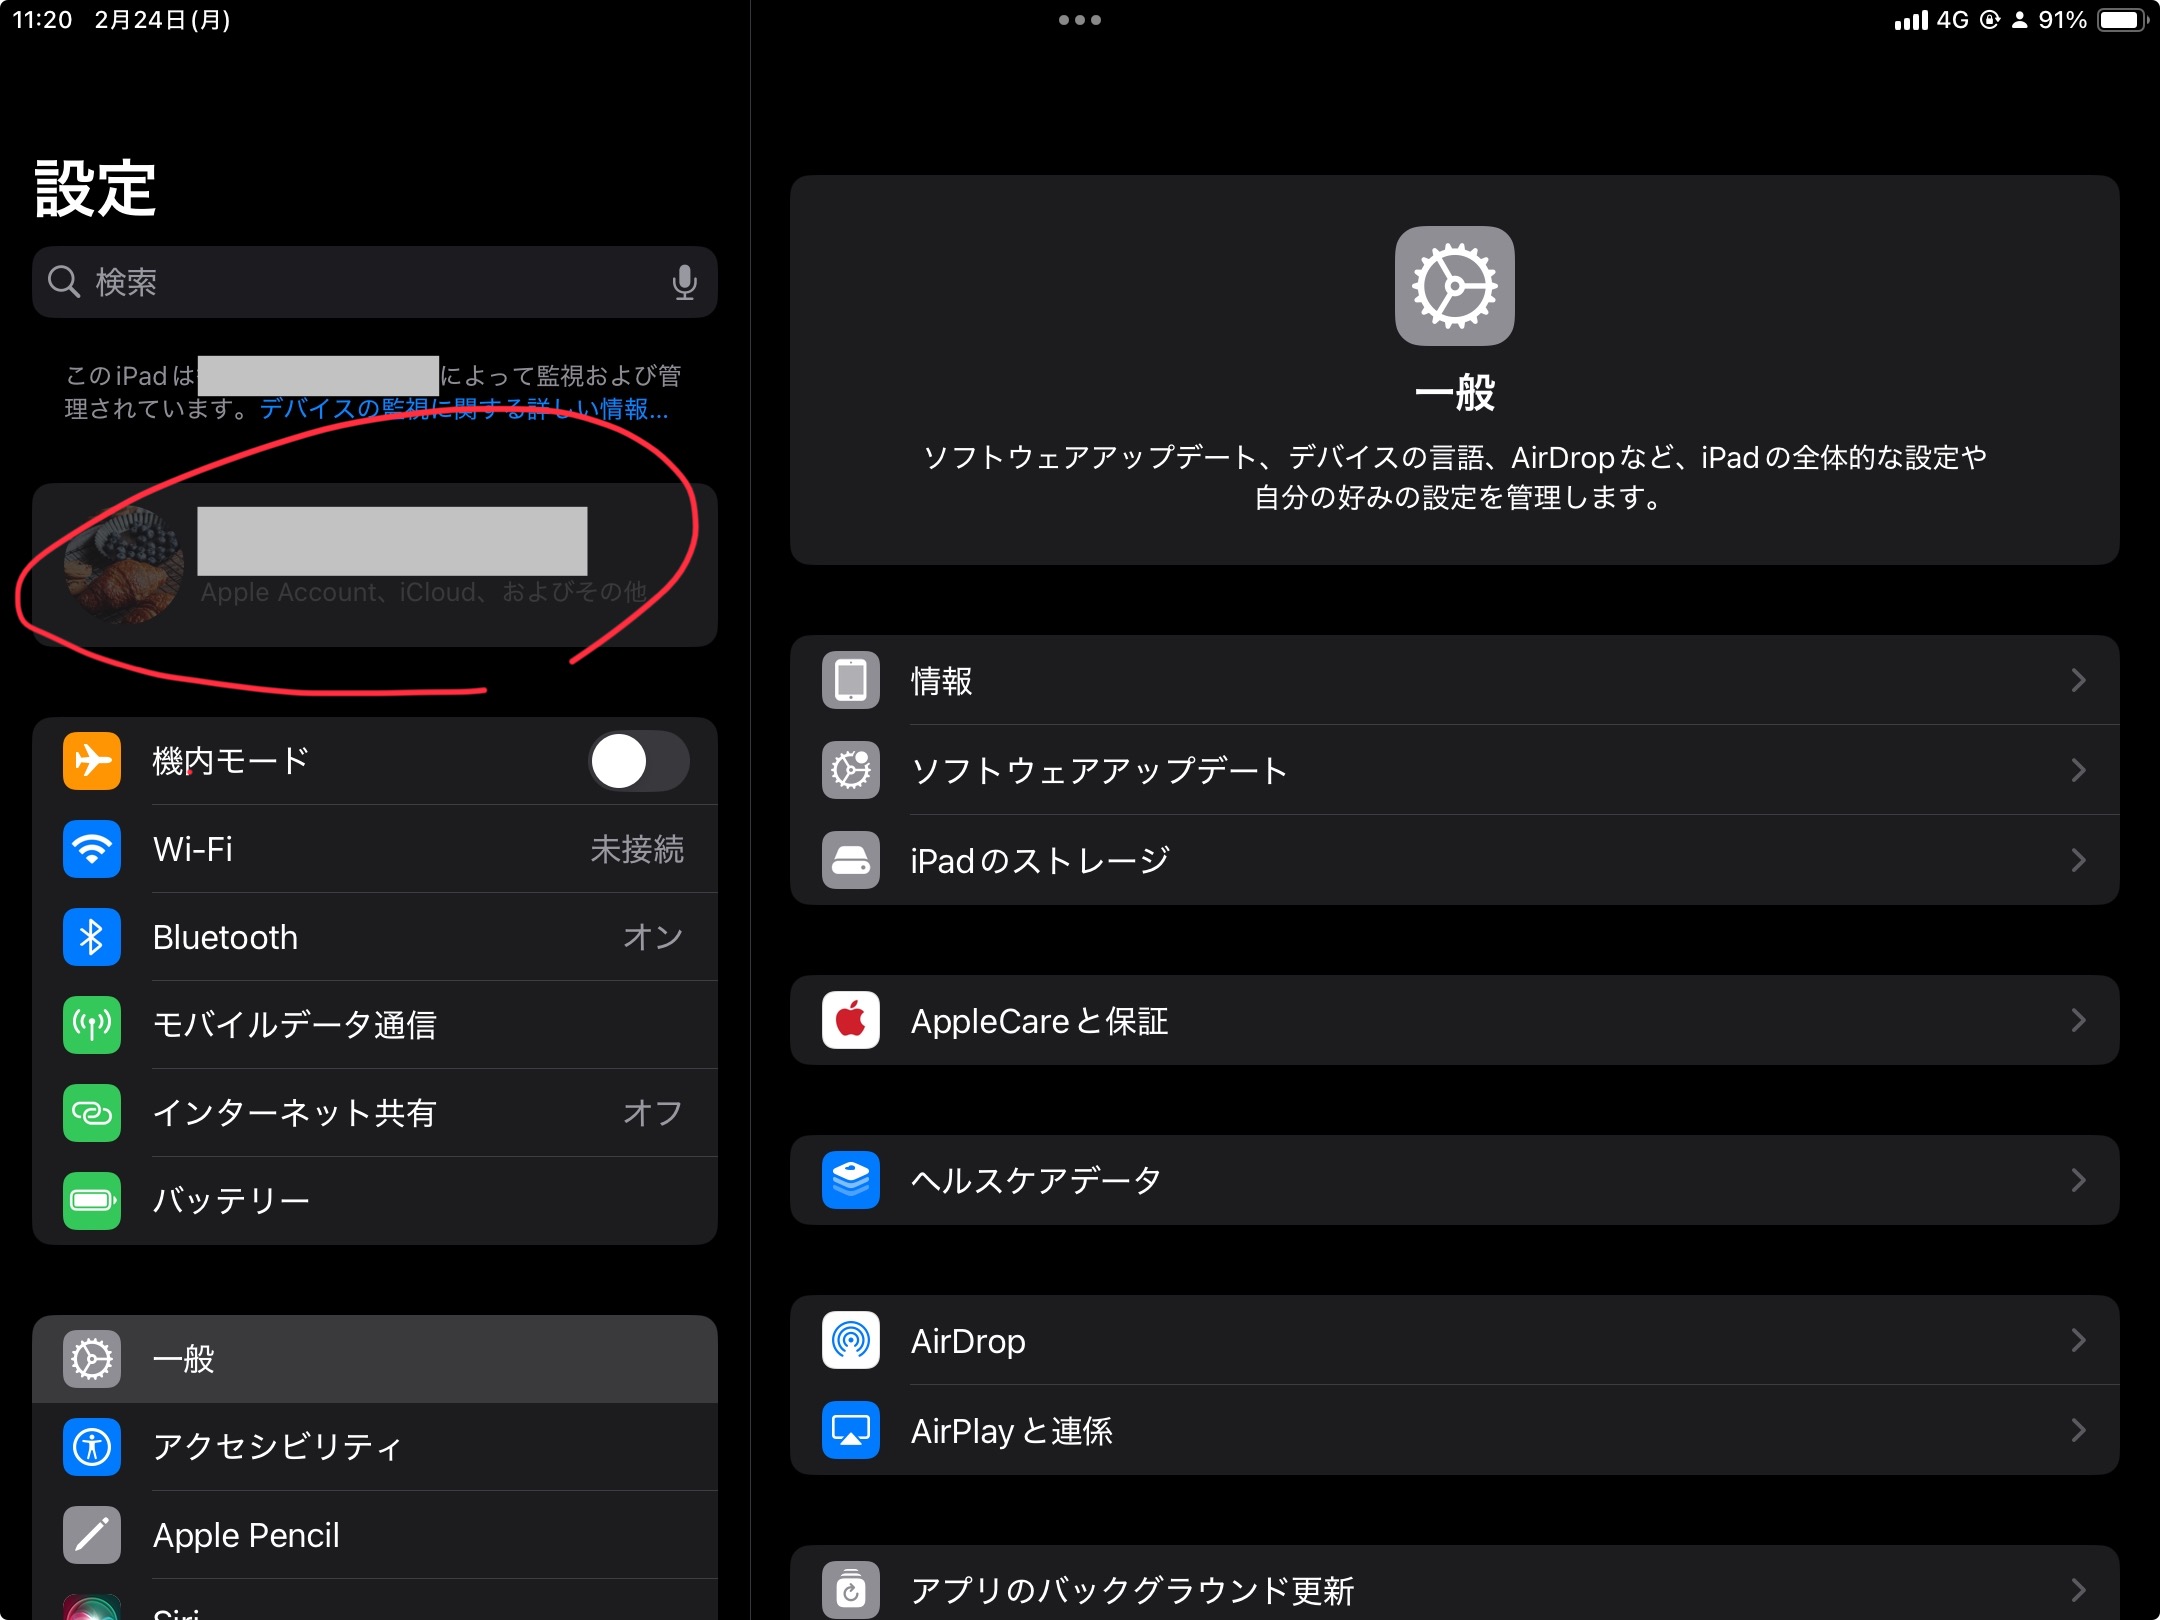 11:20 2月24日(月)
4G 91%
設定
検索
このiPadは
によって監視および管
理されています。デバイスの監視に関する詳しい情報...
Apple Account、iCloud、およびその他
機内モード
Wi-Fi 未接続
Bluetooth オン
モバイルデータ通信
インターネット共有 オフ
バッテリー
一般
アクセシビリティ
Apple Pencil
Siri
一般
ソフトウェアアップデート、デバイスの言語、AirDropなど、iPadの全体的な設定や
自分の好みの設定を管理します。
情報
ソフトウェアアップデート
iPadのストレージ
AppleCareと保証
ヘルスケアデータ
AirDrop
AirPlayと連係
アプリのバックグラウンド更新